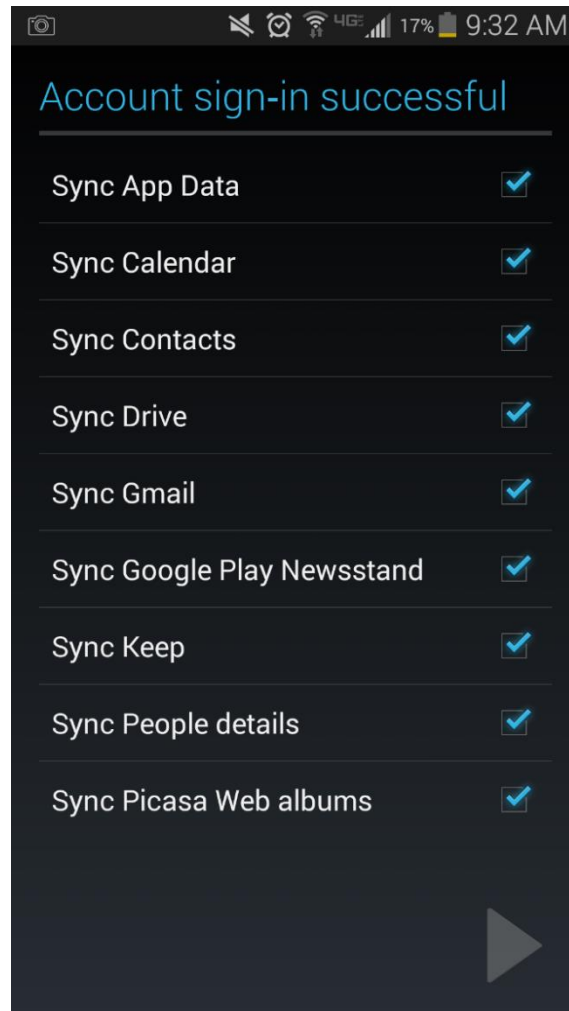 4GE 17% 9:32 AM
Account sign-in successful
Sync App Data
Sync Calendar
Sync Contacts
Sync Drive
Sync Gmail
Sync Google Play Newsstand
Sync Keep
Sync People details
Sync Picasa Web albums